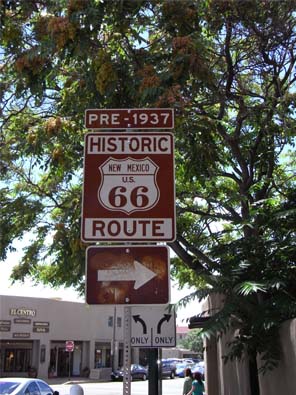 PRE-1937
HISTORIC
NEW MEXICO
U.S.
66
ROUTE
ONLY ONLY
EL CENTRO